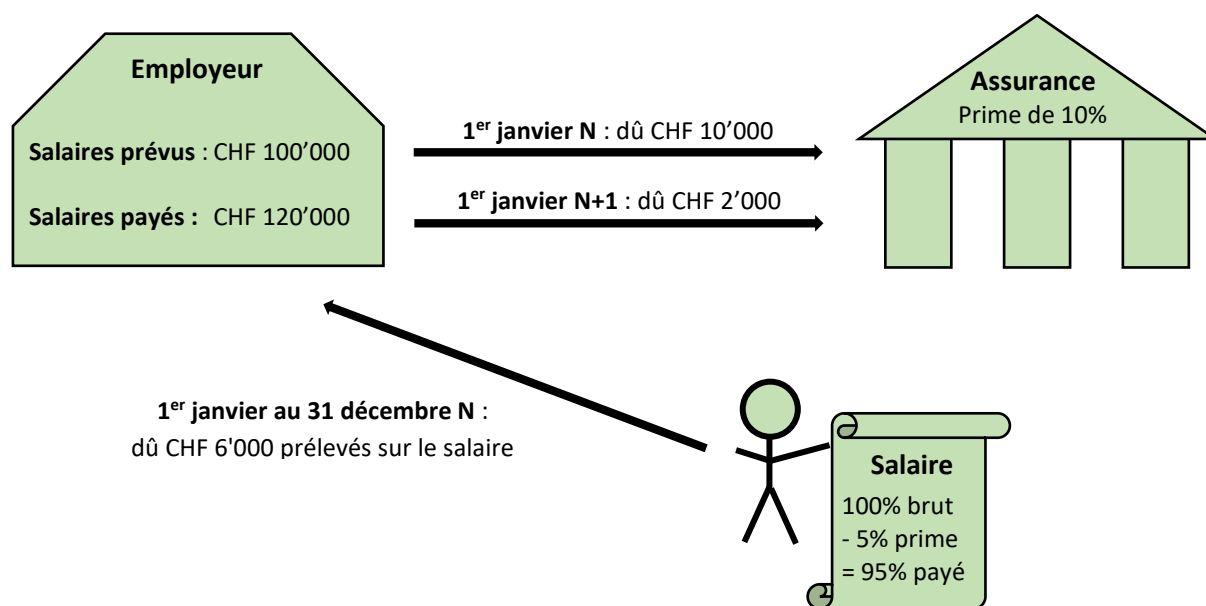 Employeur
Salaires prévus : CHF 100’000
Salaires payés : CHF 120’000
1er janvier N : dû CHF 10’000
1er janvier N+1 : dû CHF 2’000
Assurance
Prime de 10%
1er janvier au 31 décembre N :
dû CHF 6'000 prélevés sur le salaire
Salaire
100% brut
- 5% prime
= 95% payé